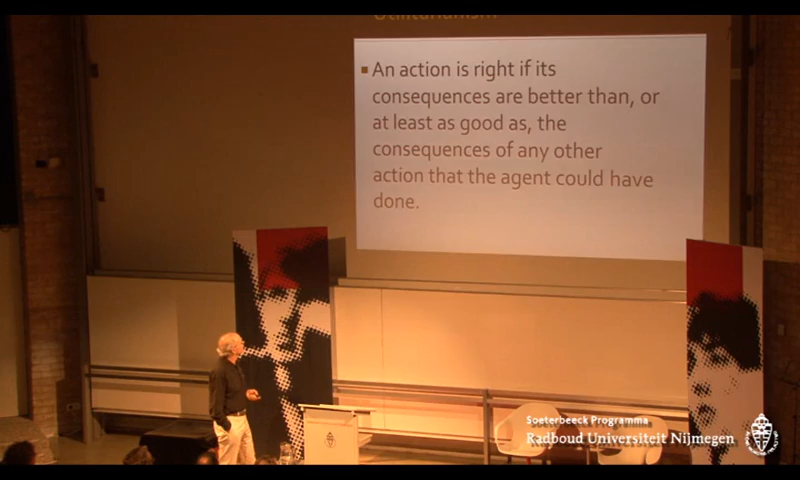 Utilitarianism
An action is right if its
consequences are better than, or
at least as good as, the
consequences of any other
action that the agent could have
done.
Soeterbeeck Programma
Radboud Universiteit Nijmegen